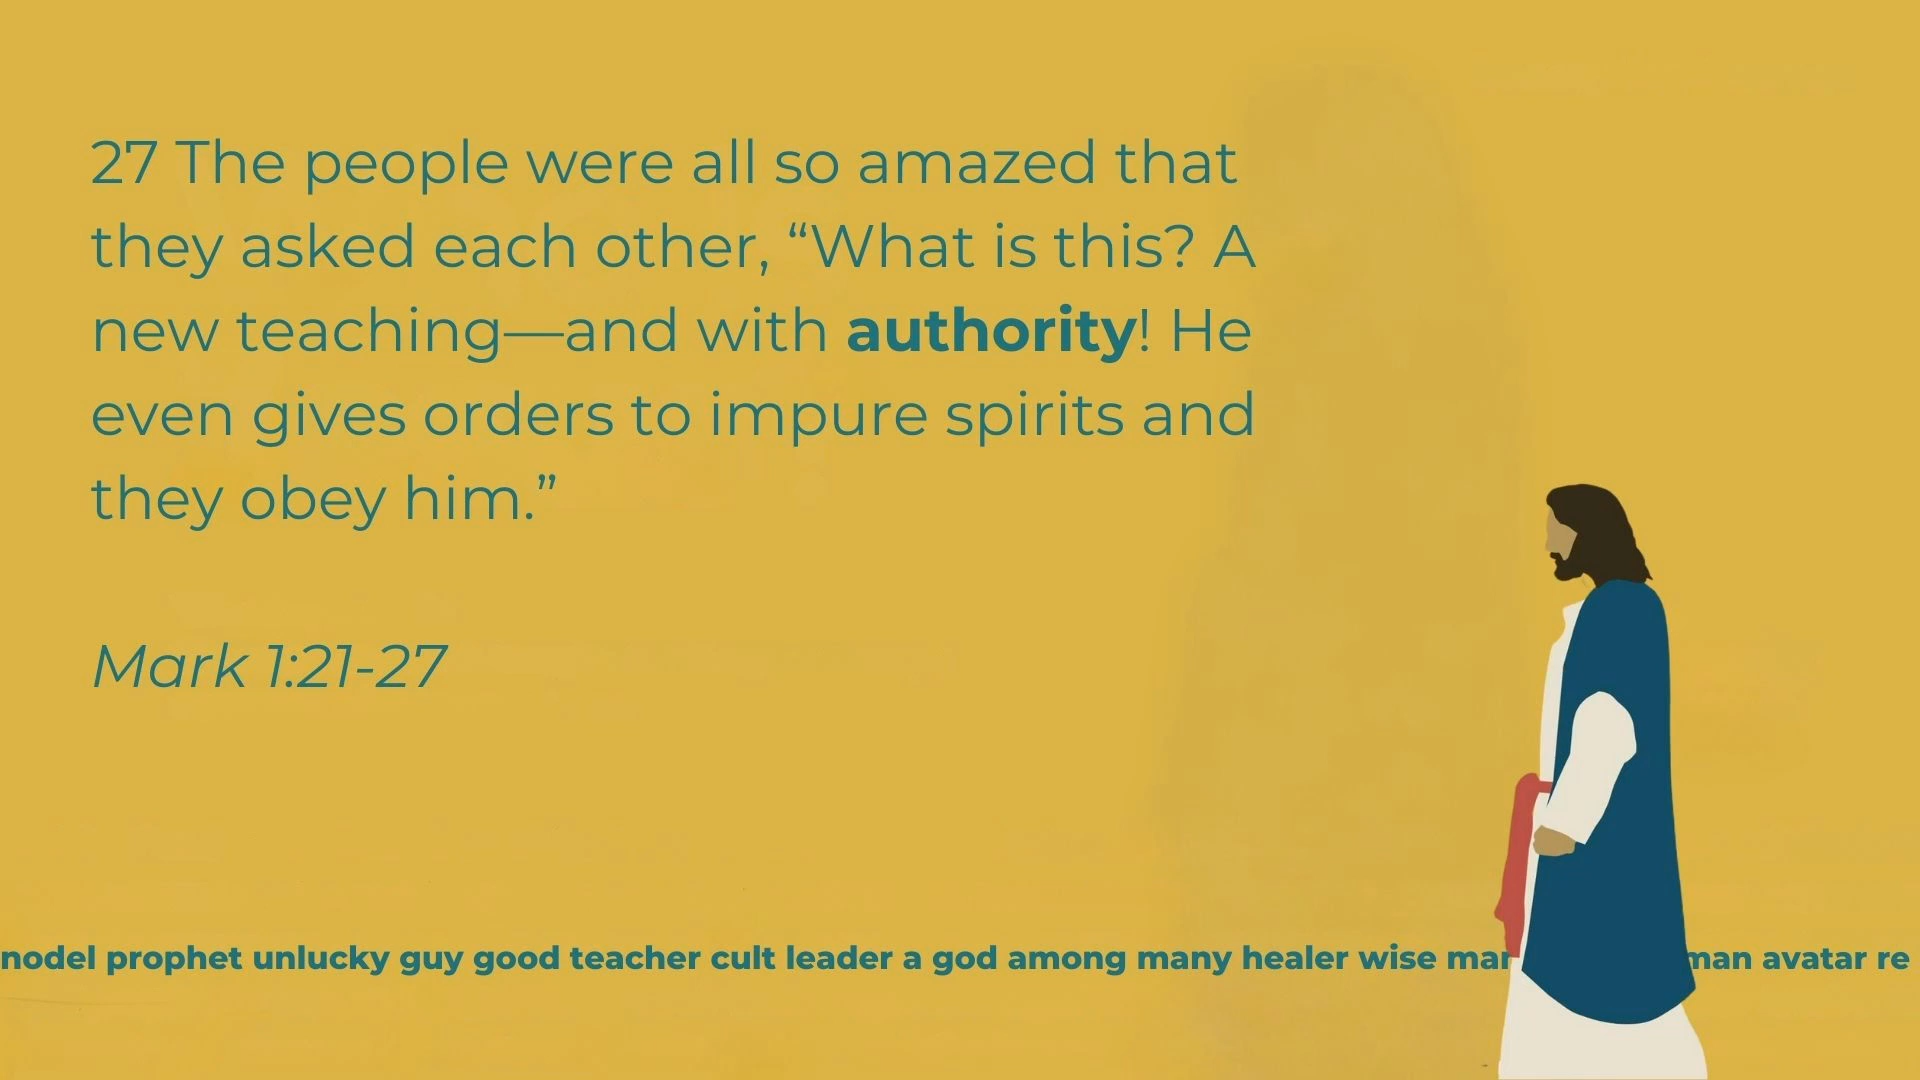 27 The people were all so amazed that
they asked each other, “What is this? A
new teaching—and with authority! He
even gives orders to impure spirits and
they obey him.”
Mark 1:21-27
nodel prophet unlucky guy good teacher cult leader a god among many healer wise man man avatar re